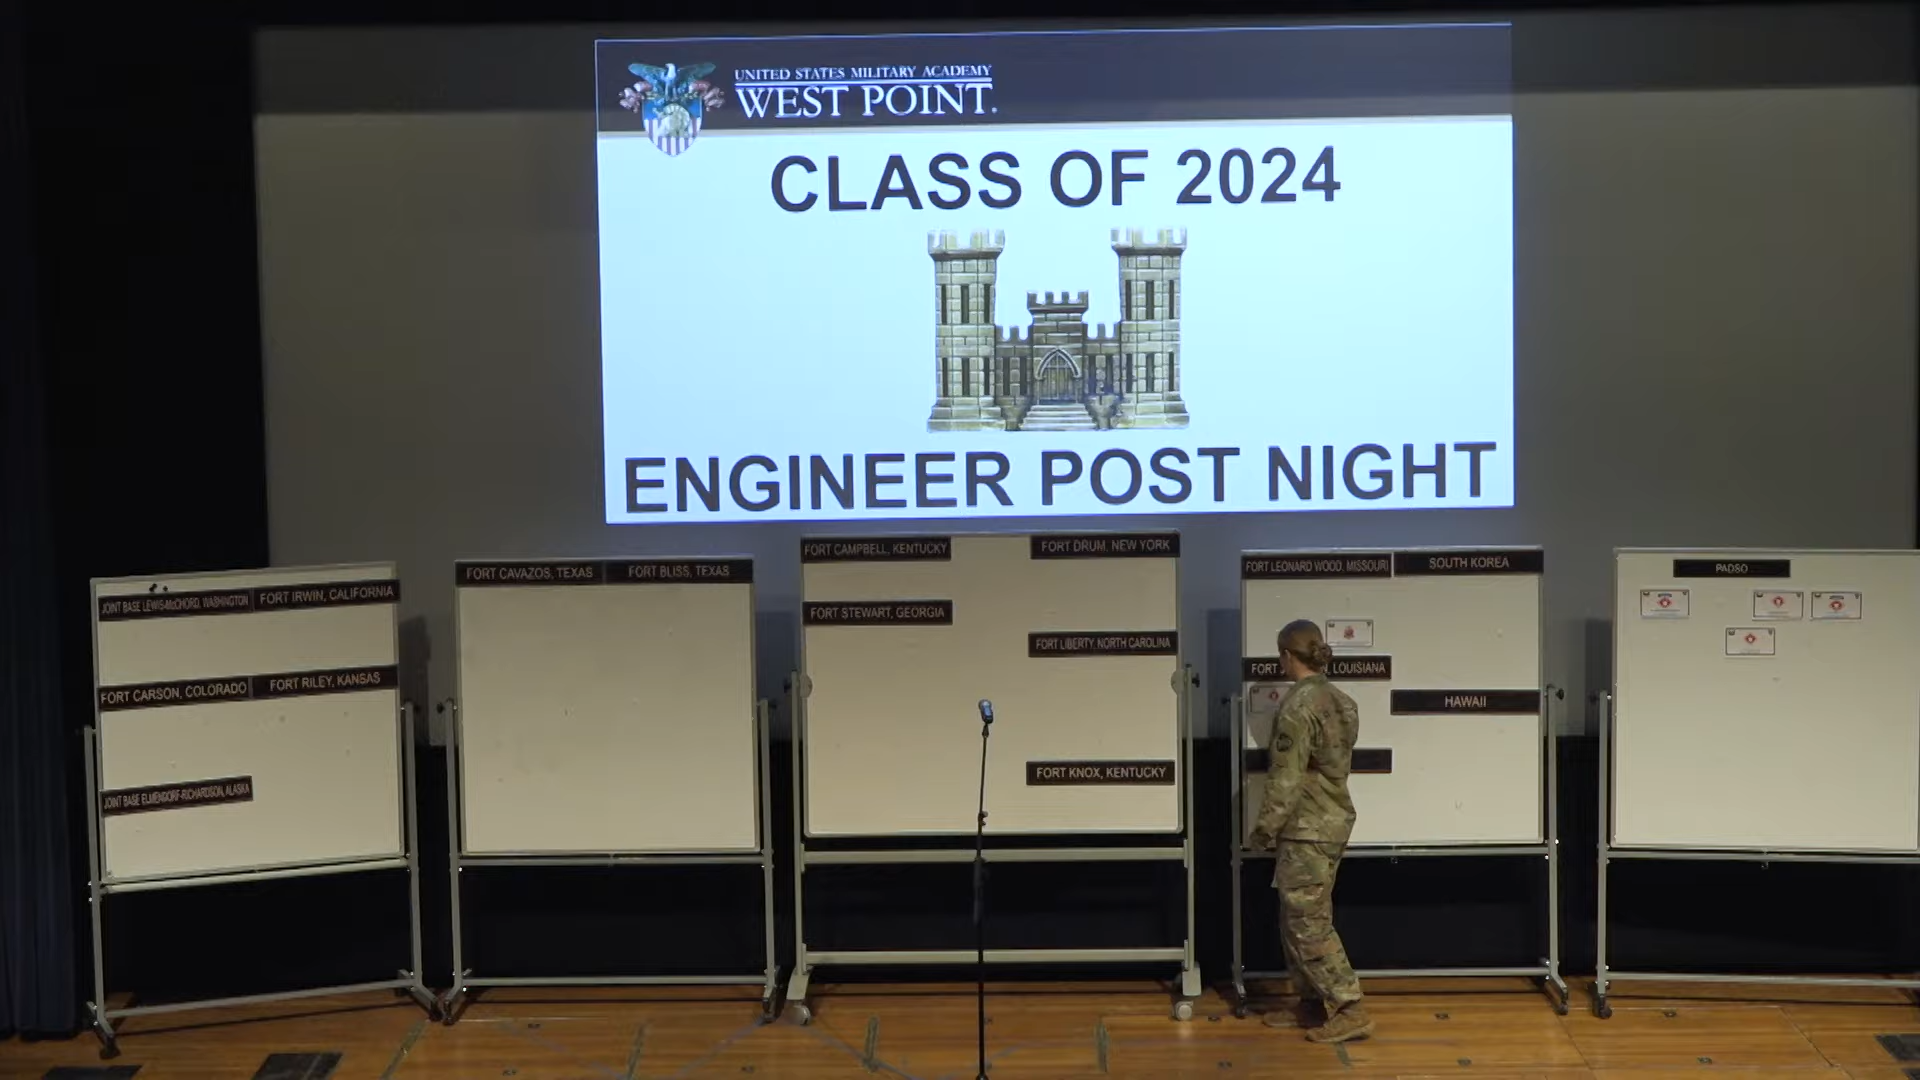 UNITED STATES MILITARY ACADEMY
WEST POINT.
CLASS OF 2024
ENGINEER POST NIGHT
JOINT BASE LEWIS-McCHORD, WASHINGTON
FORT IRWIN, CALIFORNIA
FORT CARSON, COLORADO
FORT RILEY, KANSAS
JOINT BASE ELMENDORF-RICHARDSON, ALASKA
FORT CAVAZOS, TEXAS
FORT BLISS, TEXAS
FORT CAMPBELL, KENTUCKY
FORT DRUM, NEW YORK
FORT STEWART, GEORGIA
FORT LIBERTY, NORTH CAROLINA
FORT KNOX, KENTUCKY
FORT LEONARD WOOD, MISSOURI
SOUTH KOREA
FORT LOUISIANA
HAWAII
PADSO